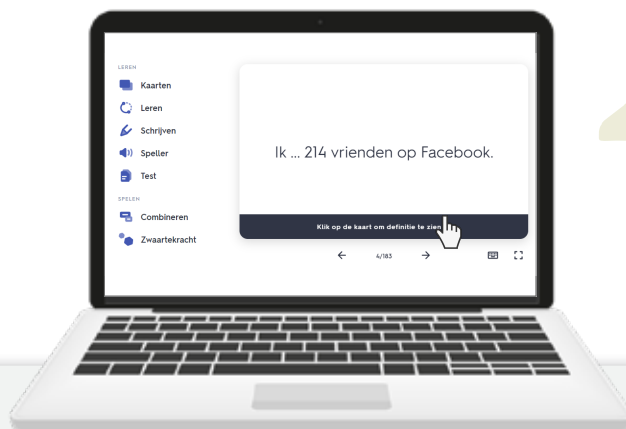 LEREN
Kaarten
Leren
Schrijven
Speller
Test
SPELEN
Combineren
Zwaartekracht
Ik ... 214 vrienden op Facebook.
Klik op de kaart om definitie te zien
4/183